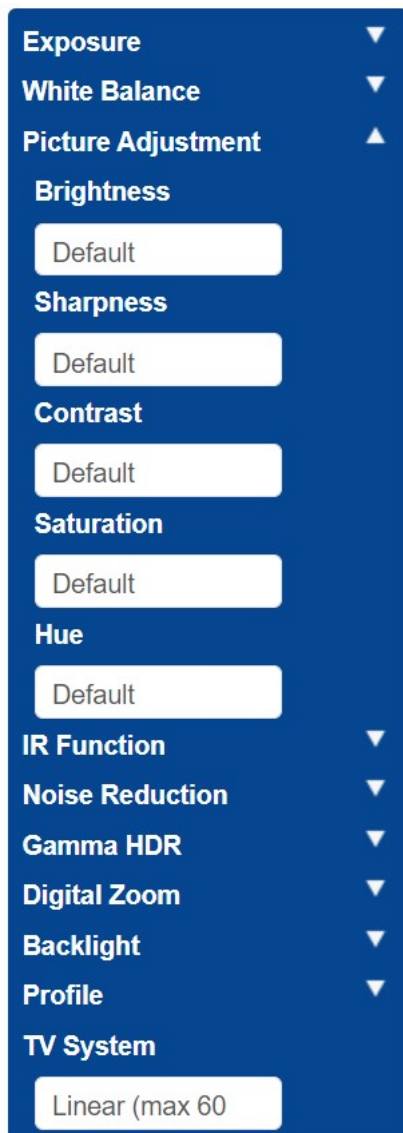 Exposure
White Balance
Picture Adjustment
Brightness
Default
Sharpness
Default
Contrast
Default
Saturation
Default
Hue
Default
IR Function
Noise Reduction
Gamma HDR
Digital Zoom
Backlight
Profile
TV System
Linear (max 60